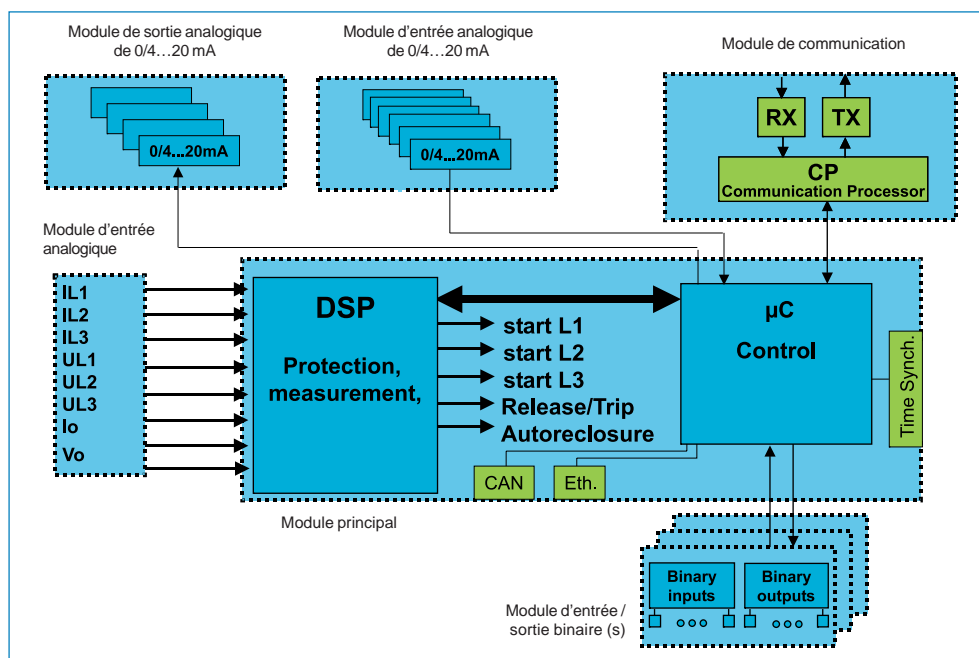 Module de sortie analogique
de 0/4…20 mA
Module d'entrée analogique
de 0/4…20 mA
Module de communication
0/4...20mA
0/4...20mA
RX
TX
CP
Communication Processor
Module d'entrée
analogique
IL1
IL2
IL3
UL1
UL2
UL3
Io
Vo
DSP
Protection,
measurement,
start L1
start L2
start L3
Release/Trip
Autoreclosure
µC
Control
Time Synch.
CAN
Eth.
Module principal
Binary
inputs
Binary
outputs
Module d'entrée /
sortie binaire (s)